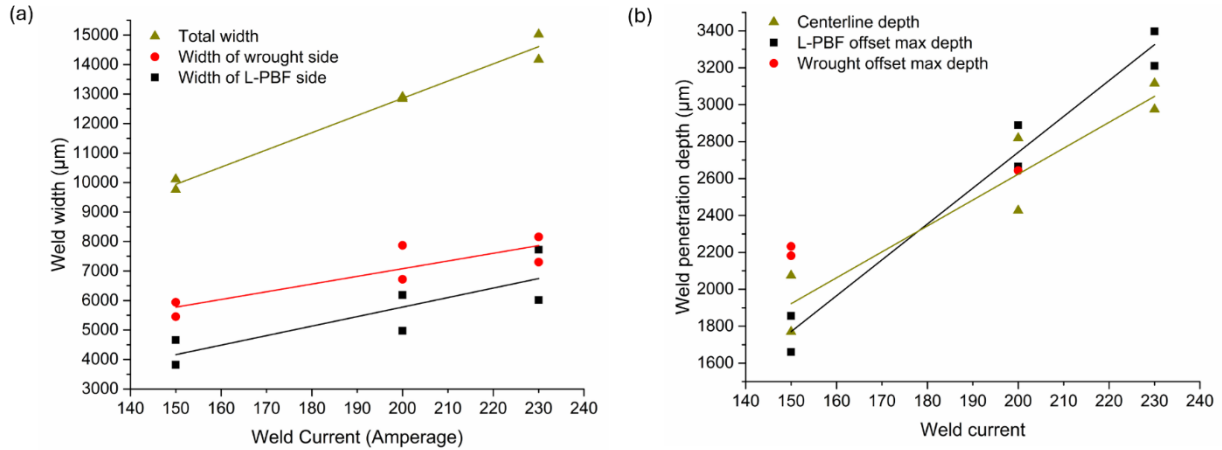 (a)
Total width
Width of wrought side
Width of L-PBF side
15000
14000
13000
12000
11000
10000
9000
8000
7000
6000
5000
4000
3000
Weld width (µm)
140 150 160 170 180 190 200 210 220 230 240
Weld Current (Amperage)
(b)
Centerline depth
L-PBF offset max depth
Wrought offset max depth
3400
3200
3000
2800
2600
2400
2200
2000
1800
1600
Weld penetration depth (µm)
140 150 160 170 180 190 200 210 220 230 240
Weld current